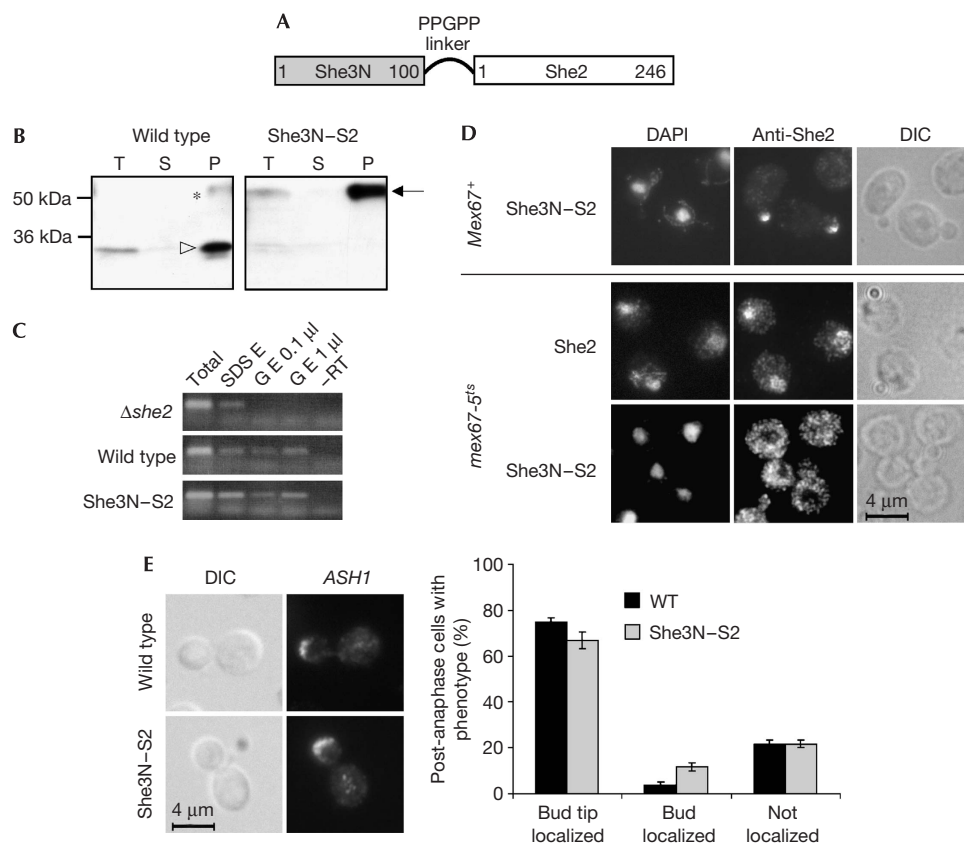 A
PPGPP
linker
1 She3N 100
1 She2 246
B
Wild type
She3N–S2
T S P
T S P
50 kDa
*
36 kDa
C
Total
SDS E
G E 0.1 µl
G E 1 µl
–RT
Δshe2
Wild type
She3N–S2
D
DAPI
Anti-She2
DIC
Mex67+
She3N–S2
mex67-5ts
She2
She3N–S2
4 µm
E
DIC
ASH1
Wild type
She3N–S2
4 µm
Post-anaphase cells with
phenotype (%)
100
80
60
40
20
0
WT
She3N–S2
Bud tip
localized
Bud
localized
Not
localized